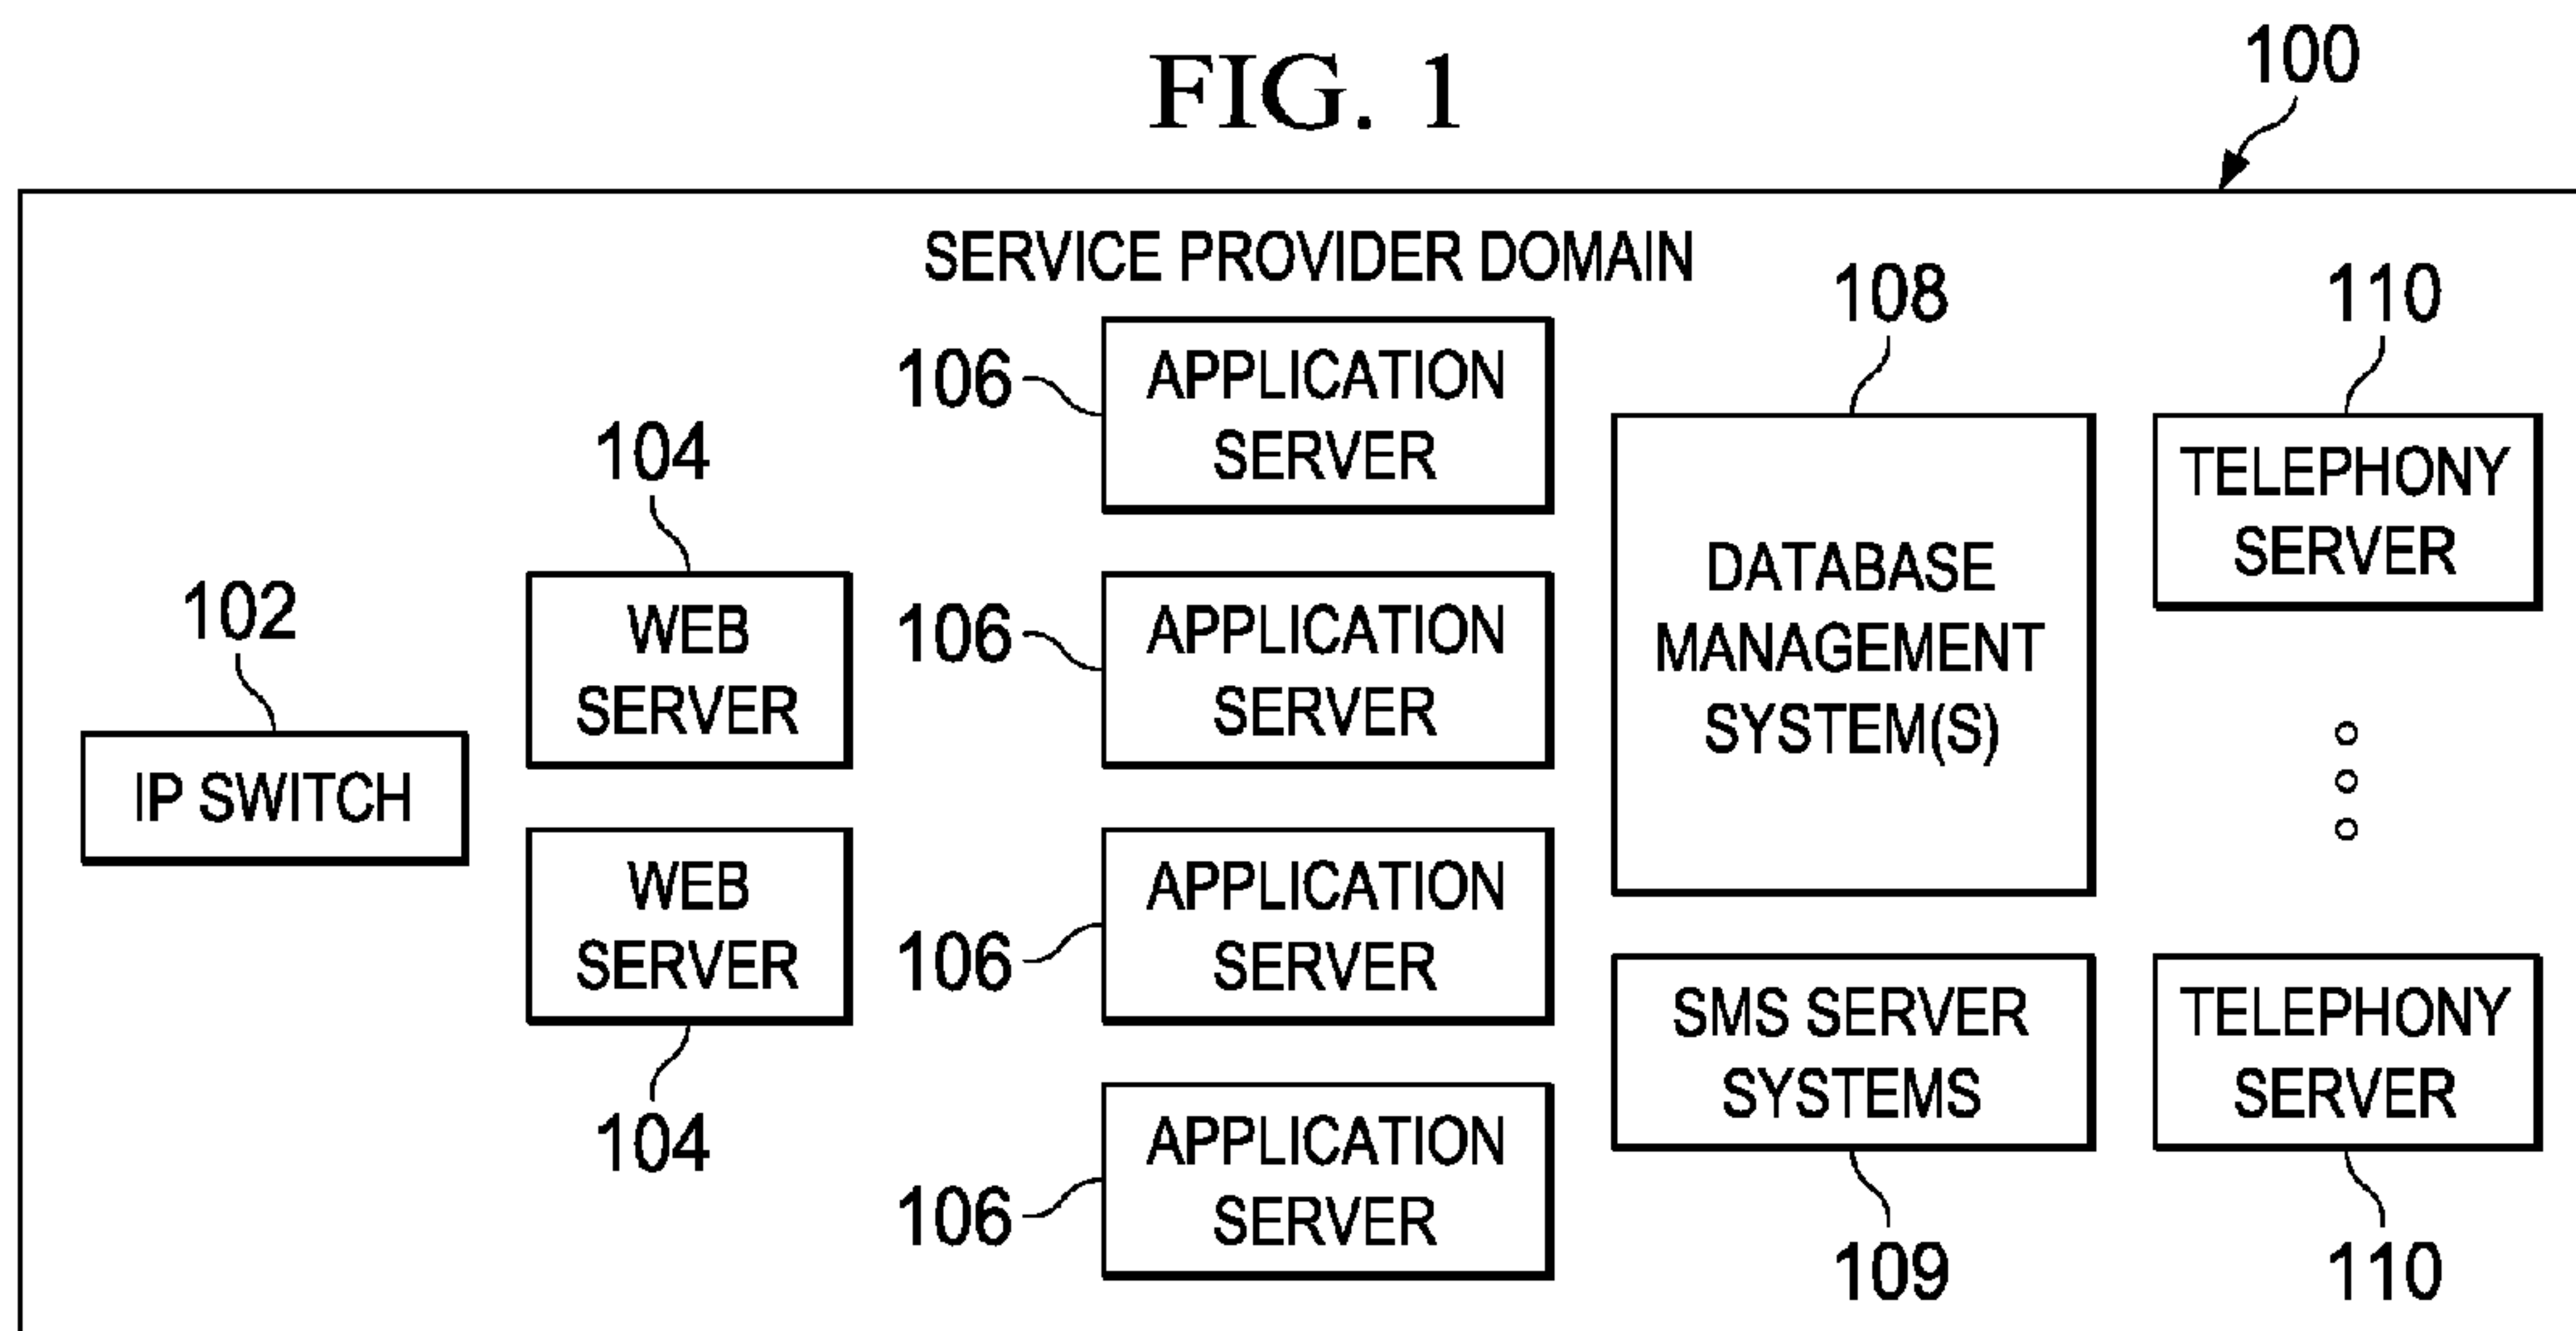 FIG. 1
100
SERVICE PROVIDER DOMAIN
102
IP SWITCH
104
WEB
SERVER
WEB
SERVER
104
106
APPLICATION
SERVER
106
APPLICATION
SERVER
106
APPLICATION
SERVER
106
APPLICATION
SERVER
108
DATABASE
MANAGEMENT
SYSTEM(S)
SMS SERVER
SYSTEMS
109
110
TELEPHONY
SERVER
TELEPHONY
SERVER
110